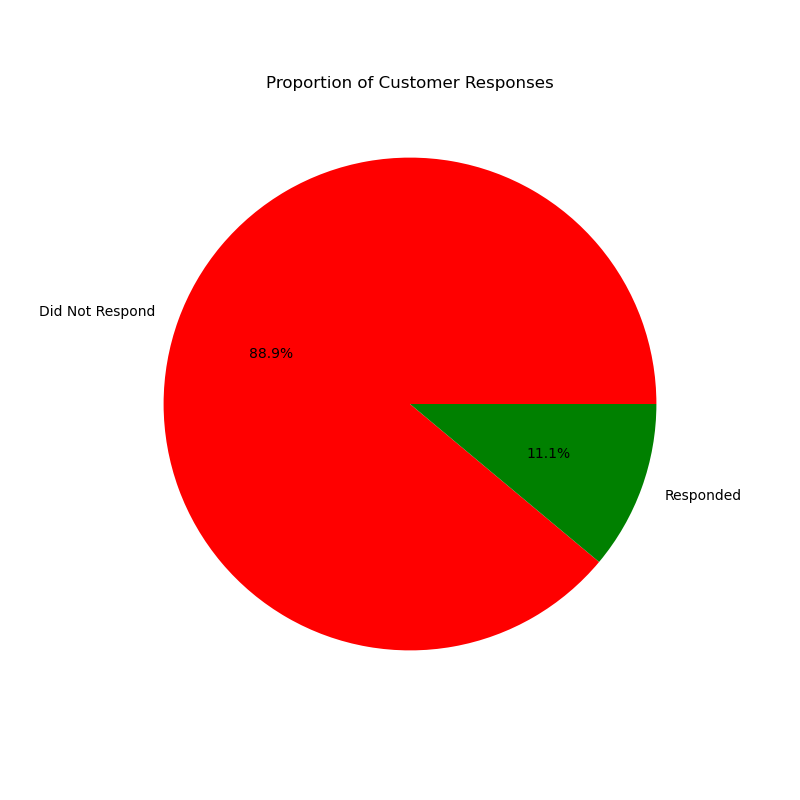 Proportion of Customer Responses
Did Not Respond
88.9%
11.1%
Responded